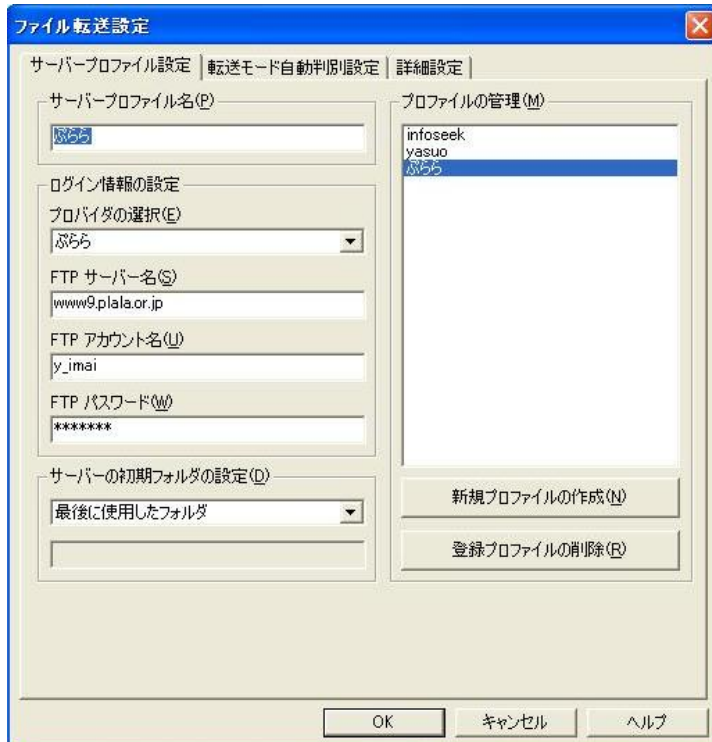 ファイル転送設定
サーバープロファイル設定 転送モード自動判別設定 詳細設定
サーバープロファイル名(P)
ぷらら
ログイン情報の設定
プロバイダの選択(E)
ぷらら
FTP サーバー名(S)
www9.plala.or.jp
FTP アカウント名(U)
y_imai
FTP パスワード(W)
*******
サーバーの初期フォルダの設定(D)
最後に使用したフォルダ
プロファイルの管理(M)
infoseek
yasuo
ぷらら
新規プロファイルの作成(N)
登録プロファイルの削除(R)
OK キャンセル ヘルプ